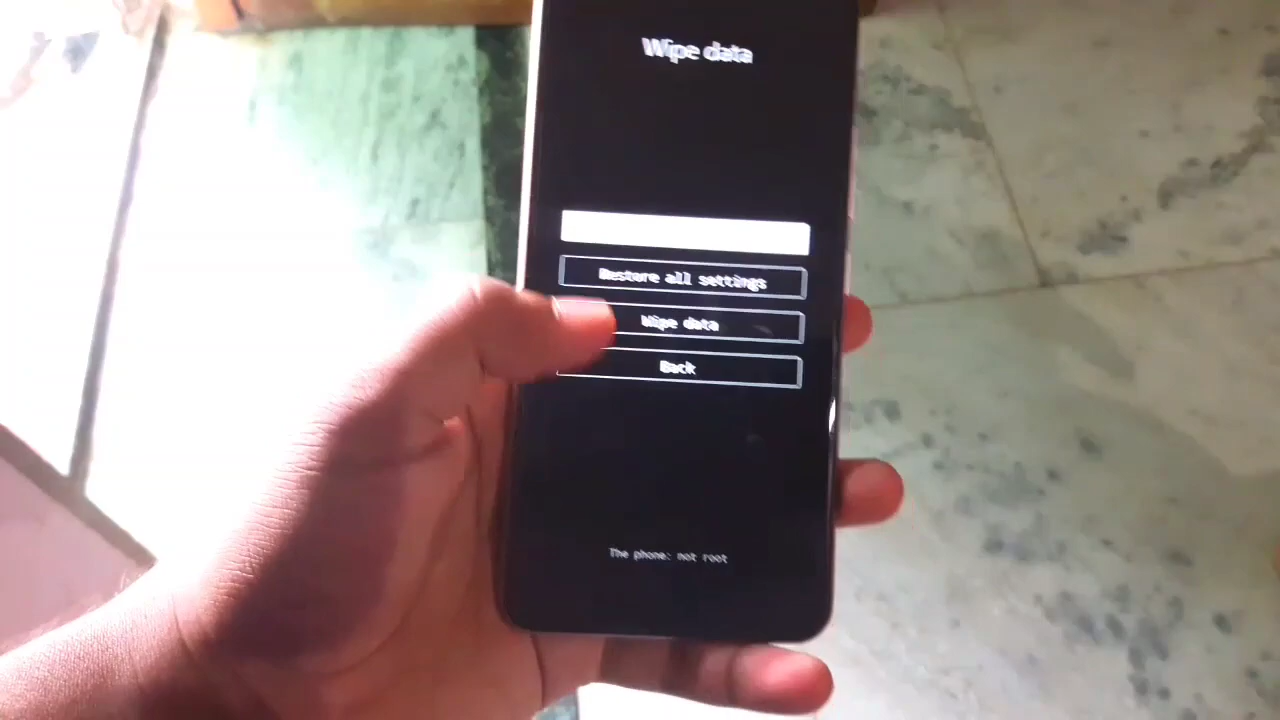 Wipe data
Restore all settings
Wipe data
Back
The phone: not root